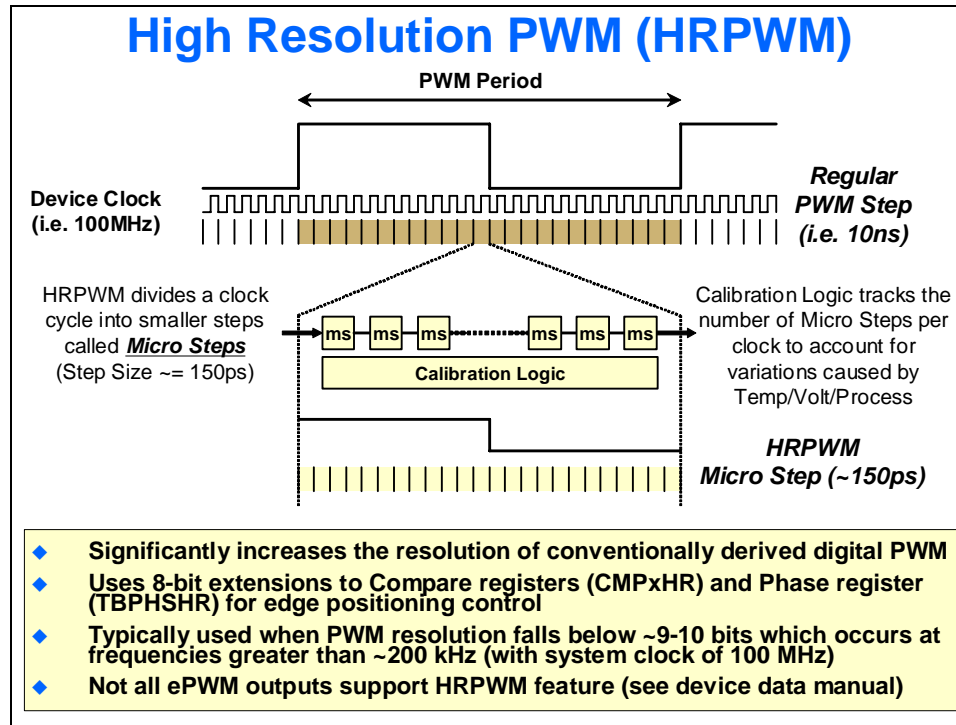 High Resolution PWM (HRPWM)
PWM Period
Device Clock
(i.e. 100MHz)
Regular
PWM Step
(i.e. 10ns)
HRPWM divides a clock
cycle into smaller steps
called Micro Steps
(Step Size ~= 150ps)
ms ms ms ms ms ms
Calibration Logic
Calibration Logic tracks the
number of Micro Steps per
clock to account for
variations caused by
Temp/Volt/Process
HRPWM
Micro Step (~150ps)
◆ Significantly increases the resolution of conventionally derived digital PWM
◆ Uses 8-bit extensions to Compare registers (CMPxHR) and Phase register
(TBPHSHR) for edge positioning control
◆ Typically used when PWM resolution falls below ~9-10 bits which occurs at
frequencies greater than ~200 kHz (with system clock of 100 MHz)
◆ Not all ePWM outputs support HRPWM feature (see device data manual)